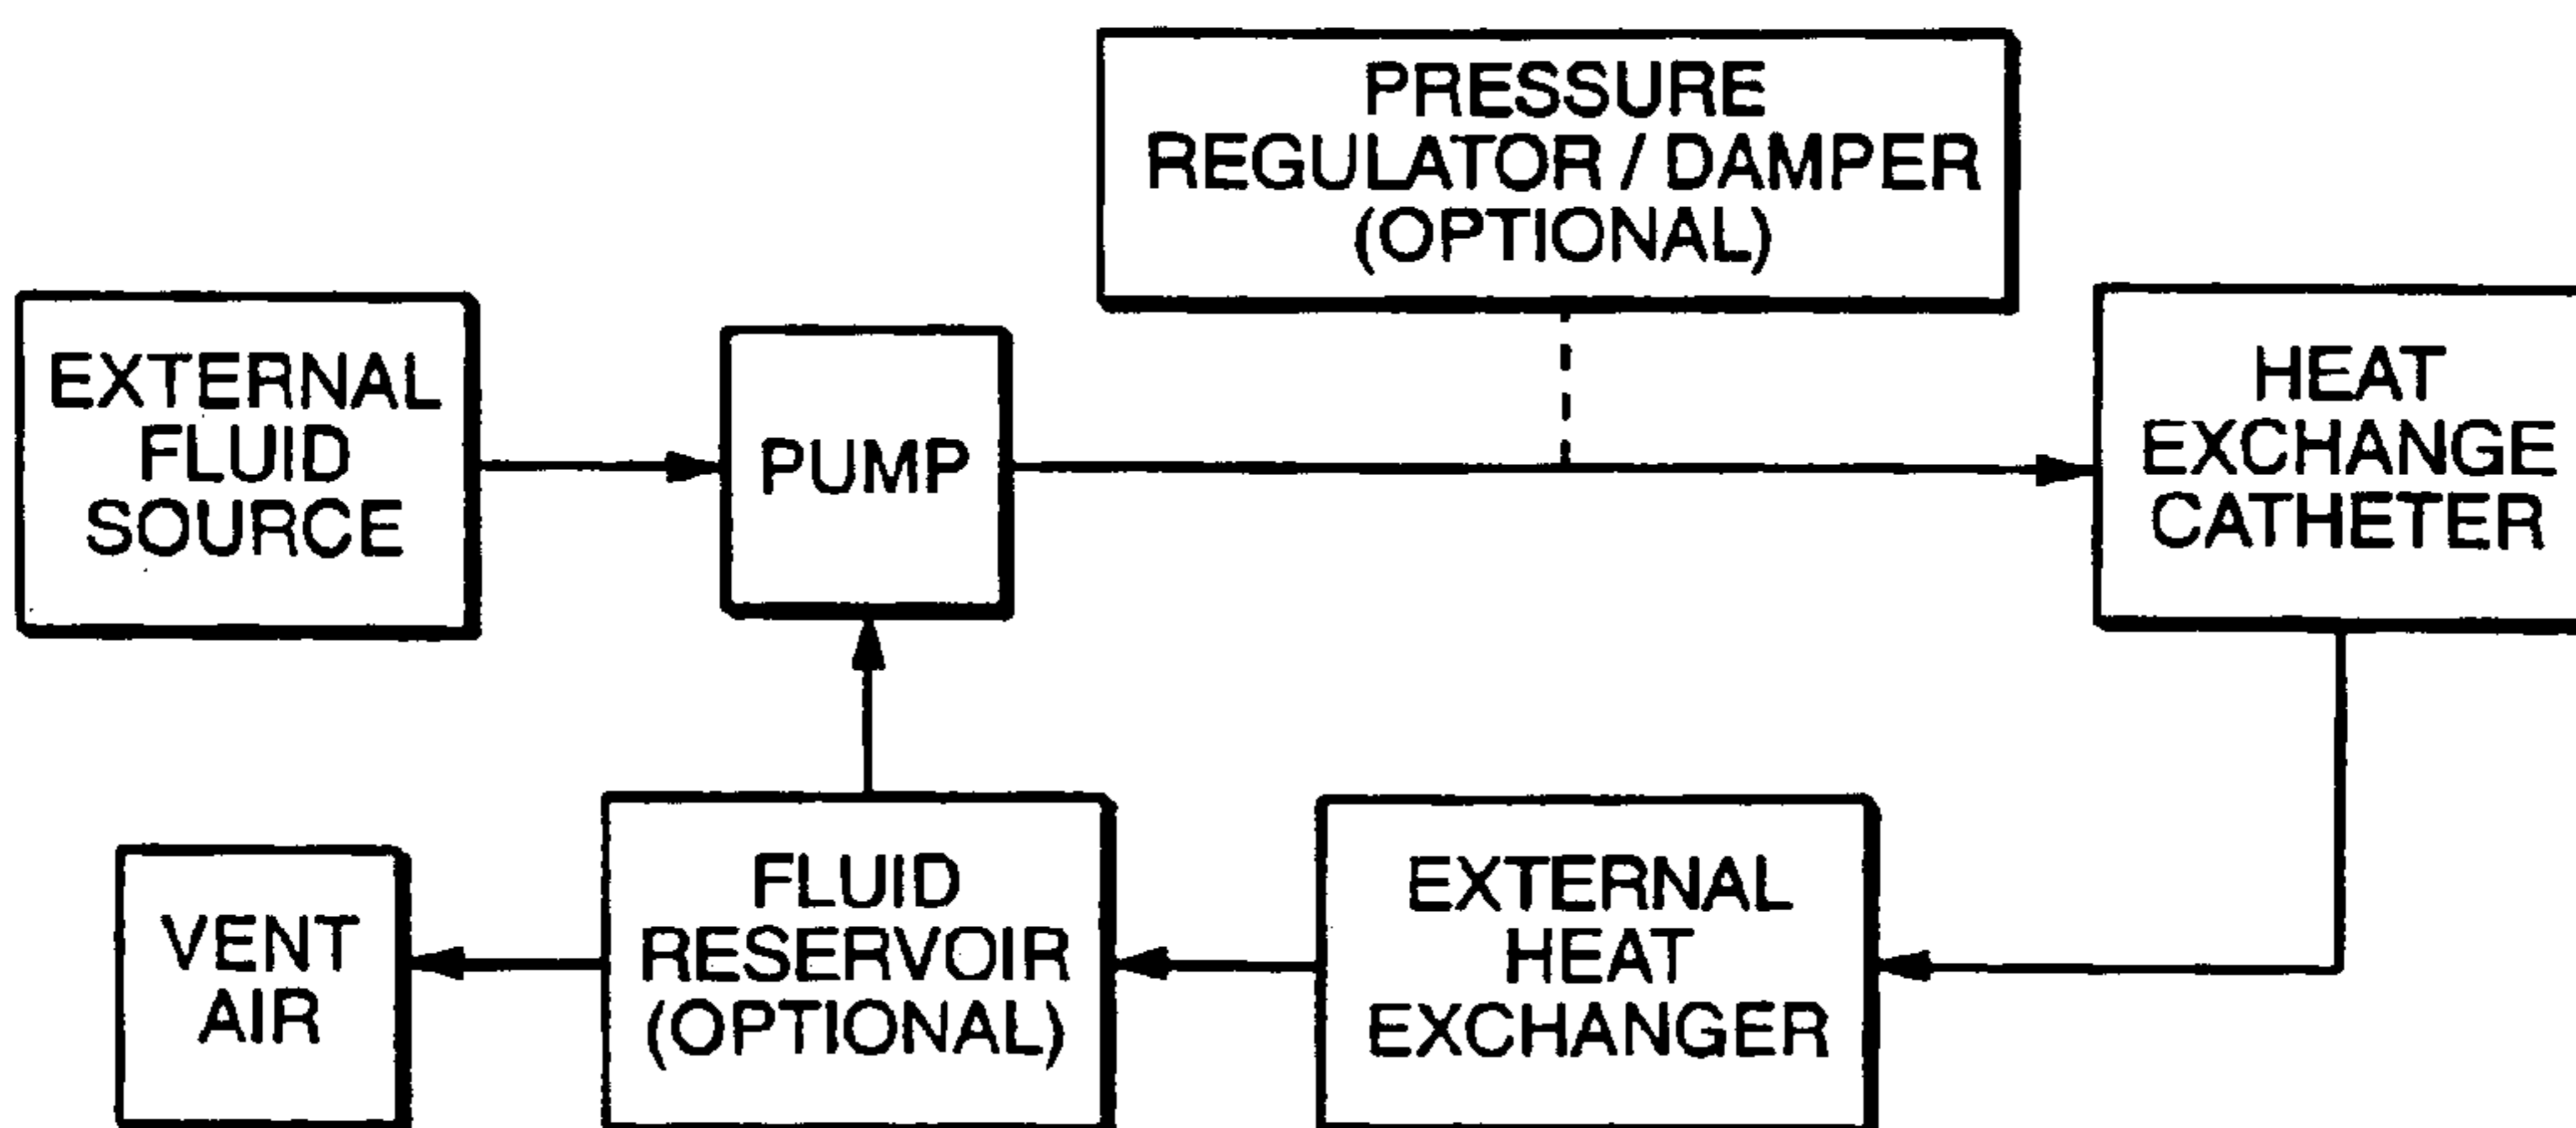 PRESSURE
REGULATOR / DAMPER
(OPTIONAL)
EXTERNAL
FLUID
SOURCE
PUMP
HEAT
EXCHANGE
CATHETER
VENT
AIR
FLUID
RESERVOIR
(OPTIONAL)
EXTERNAL
HEAT
EXCHANGER